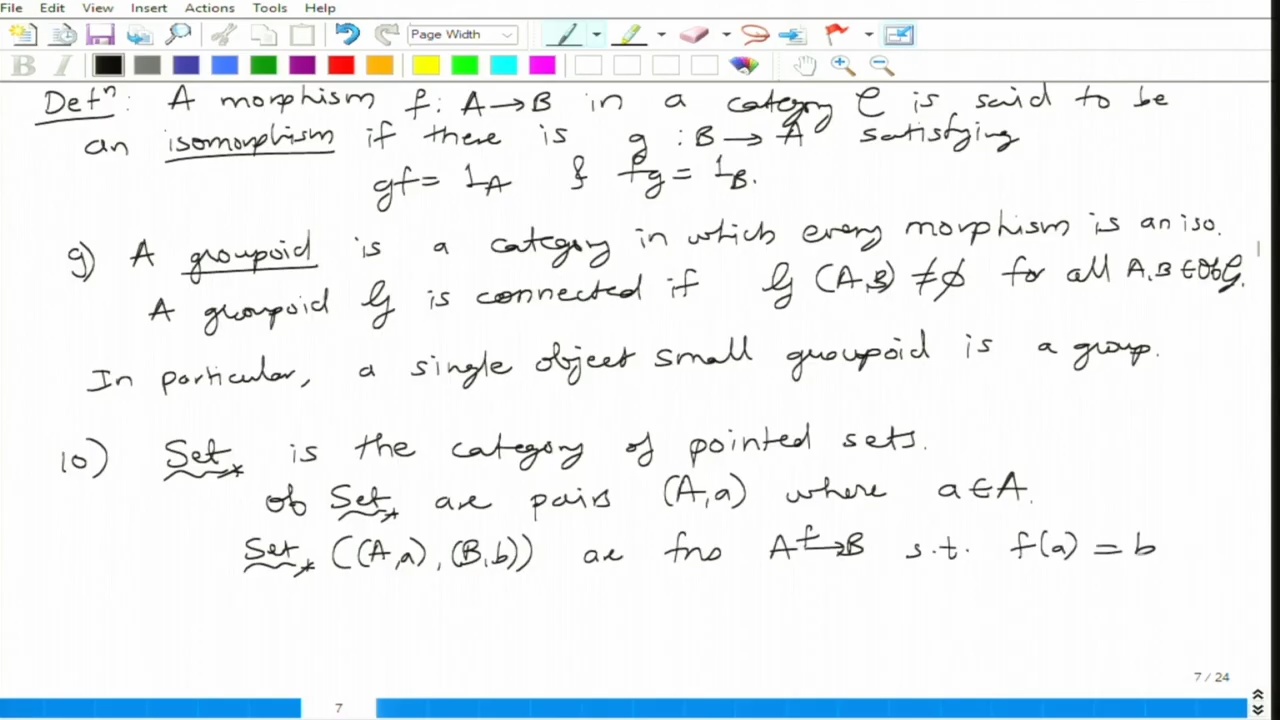 File Edit View Insert Actions Tools Help
Page Width
Defⁿ: A morphism f: A→B in a category C is said to be
an isomorphism if there is g : B → A satisfying
gf = 1_A & fg = 1_B.
9) A groupoid is a category in which every morphism is an iso.
A groupoid G is connected if G (A,B) ≠ ∅ for all A, B ∈ Ob G.
In particular, a single object small groupoid is a group.
10) Set_* is the category of pointed sets.
Ob Set_* are pairs (A,a) where a∈A.
Set_* ((A,a), (B,b)) are fns A →f B s.t. f(a) = b
7 / 24
7